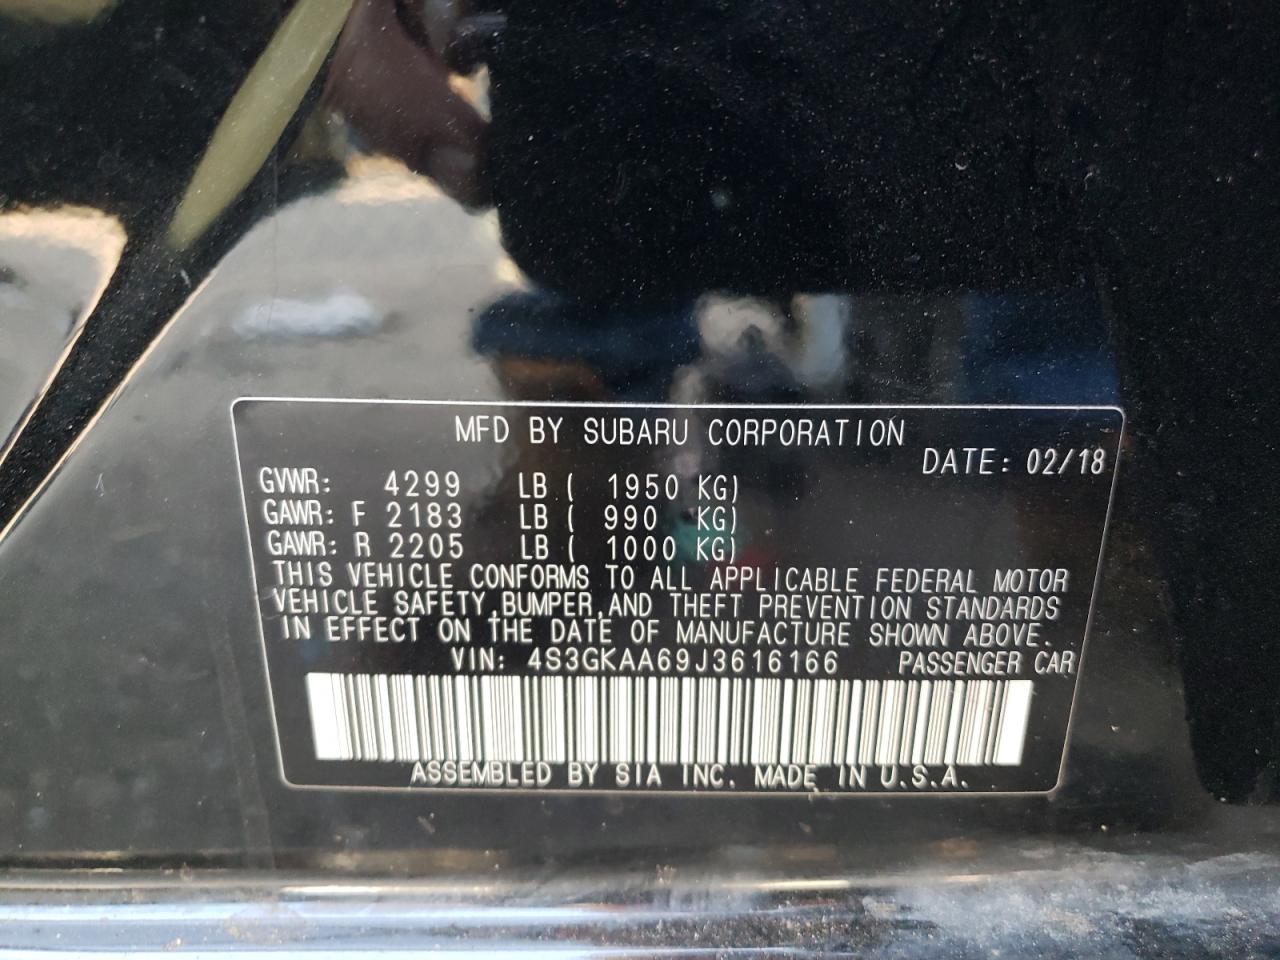 MFD BY SUBARU CORPORATION
DATE: 02/18
GVWR: 4299 LB ( 1950 KG)
GAWR: F 2183 LB ( 990 KG)
GAWR: R 2205 LB ( 1000 KG)
THIS VEHICLE CONFORMS TO ALL APPLICABLE FEDERAL MOTOR
VEHICLE SAFETY,BUMPER,AND THEFT PREVENTION STANDARDS
IN EFFECT ON THE DATE OF MANUFACTURE SHOWN ABOVE.
VIN: 4S3GKAA69J3616166 PASSENGER CAR
ASSEMBLED BY SIA INC. MADE IN U.S.A.